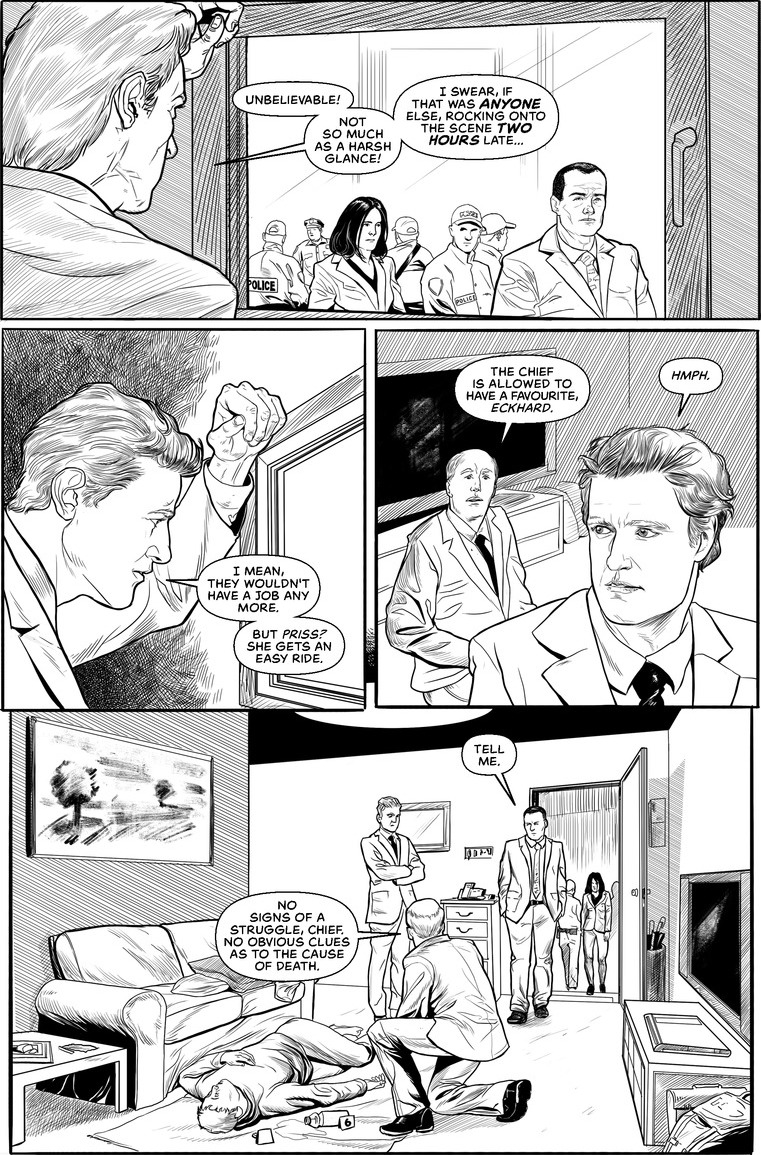 UNBELIEVABLE!
NOT
SO MUCH
AS A HARSH
GLANCE!
I SWEAR, IF
THAT WAS ANYONE
ELSE, ROCKING ONTO
THE SCENE TWO
HOURS LATE...
POLICE
POLICE
I MEAN,
THEY WOULDN'T
HAVE A JOB ANY
MORE.
BUT PRISS?
SHE GETS AN
EASY RIDE.
THE CHIEF
IS ALLOWED TO
HAVE A FAVOURITE,
ECKHARD.
HMPH.
TELL
ME.
NO
SIGNS OF A
STRUGGLE, CHIEF.
NO OBVIOUS CLUES
AS TO THE CAUSE
OF DEATH.
6